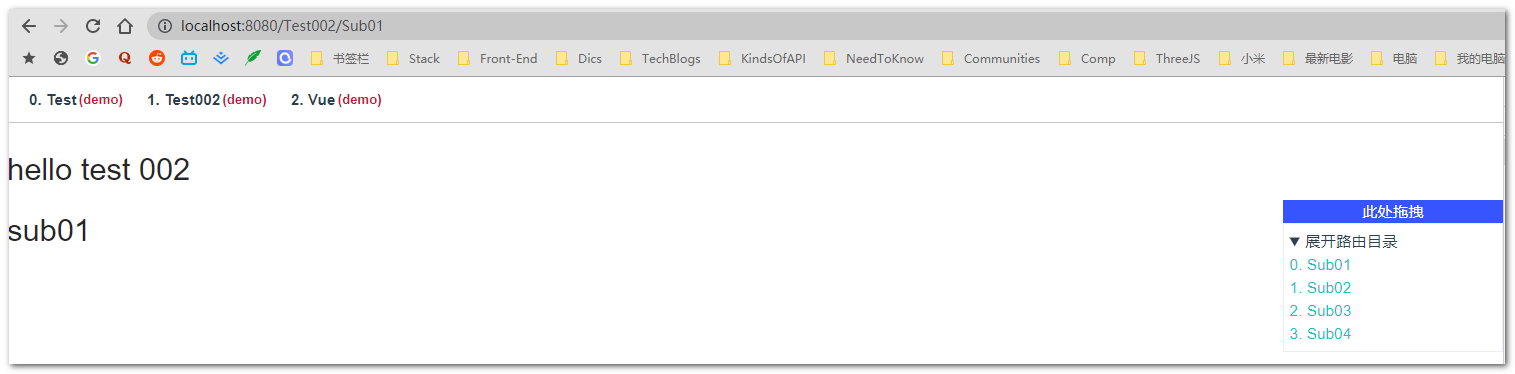 localhost:8080/Test002/Sub01
书签栏 Stack Front-End Dics TechBlogs KindsOfAPI NeedToKnow Communities Comp ThreeJS 小米 最新电影 电脑 我的电脑
0. Test(demo) 1. Test002(demo) 2. Vue(demo)
hello test 002
sub01
此处拖拽
▼ 展开路由目录
0. Sub01
1. Sub02
2. Sub03
3. Sub04